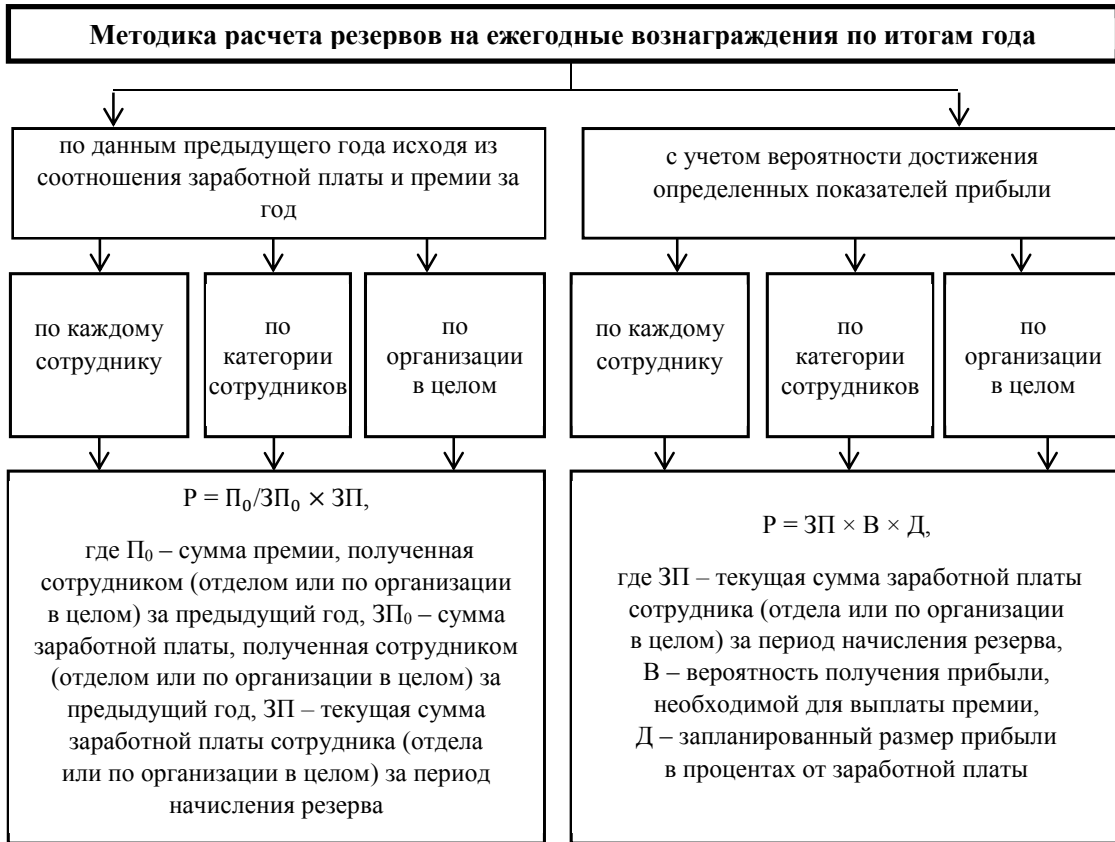 Методика расчета резервов на ежегодные вознаграждения по итогам года
по данным предыдущего года исходя из
соотношения заработной платы и премии за
год
с учетом вероятности достижения
определенных показателей прибыли
по каждому
сотруднику
по
категории
сотрудников
по
организации
в целом
по каждому
сотруднику
по
категории
сотрудников
по
организации
в целом
Р = П₀/ЗП₀ × ЗП,
где П₀ – сумма премии, полученная
сотрудником (отделом или по организации
в целом) за предыдущий год, ЗП₀ – сумма
заработной платы, полученная сотрудником
(отделом или по организации в целом) за
предыдущий год, ЗП – текущая сумма
заработной платы сотрудника (отдела
или по организации в целом) за период
начисления резерва
Р = ЗП × В × Д,
где ЗП – текущая сумма заработной платы
сотрудника (отдела или по организации
в целом) за период начисления резерва,
В – вероятность получения прибыли,
необходимой для выплаты премии,
Д – запланированный размер прибыли
в процентах от заработной платы